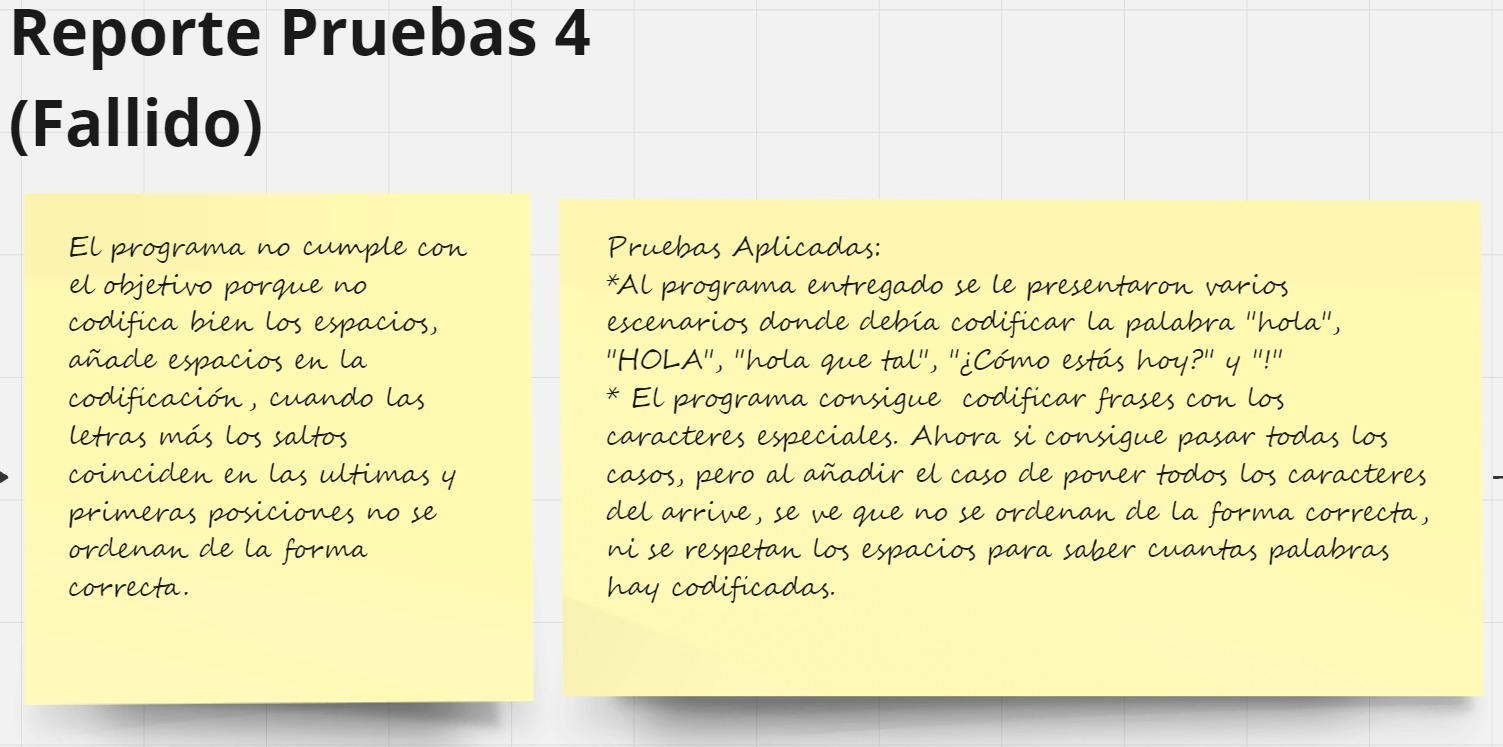 Reporte Pruebas 4
(Fallido)
El programa no cumple con
el objetivo porque no
codifica bien los espacios,
añade espacios en la
codificación, cuando las
letras más los saltos
coinciden en las ultimas y
primeras posiciones no se
ordenan de la forma
correcta.
Pruebas Aplicadas:
*Al programa entregado se le presentaron varios
escenarios donde debía codificar la palabra "hola",
"HOLA", "hola que tal", "¿Cómo estás hoy?" y "!"
* El programa consigue  codificar frases con los
caracteres especiales. Ahora si consigue pasar todas los
casos, pero al añadir el caso de poner todos los caracteres
del arrive, se ve que no se ordenan de la forma correcta,
ni se respetan los espacios para saber cuantas palabras
hay codificadas.